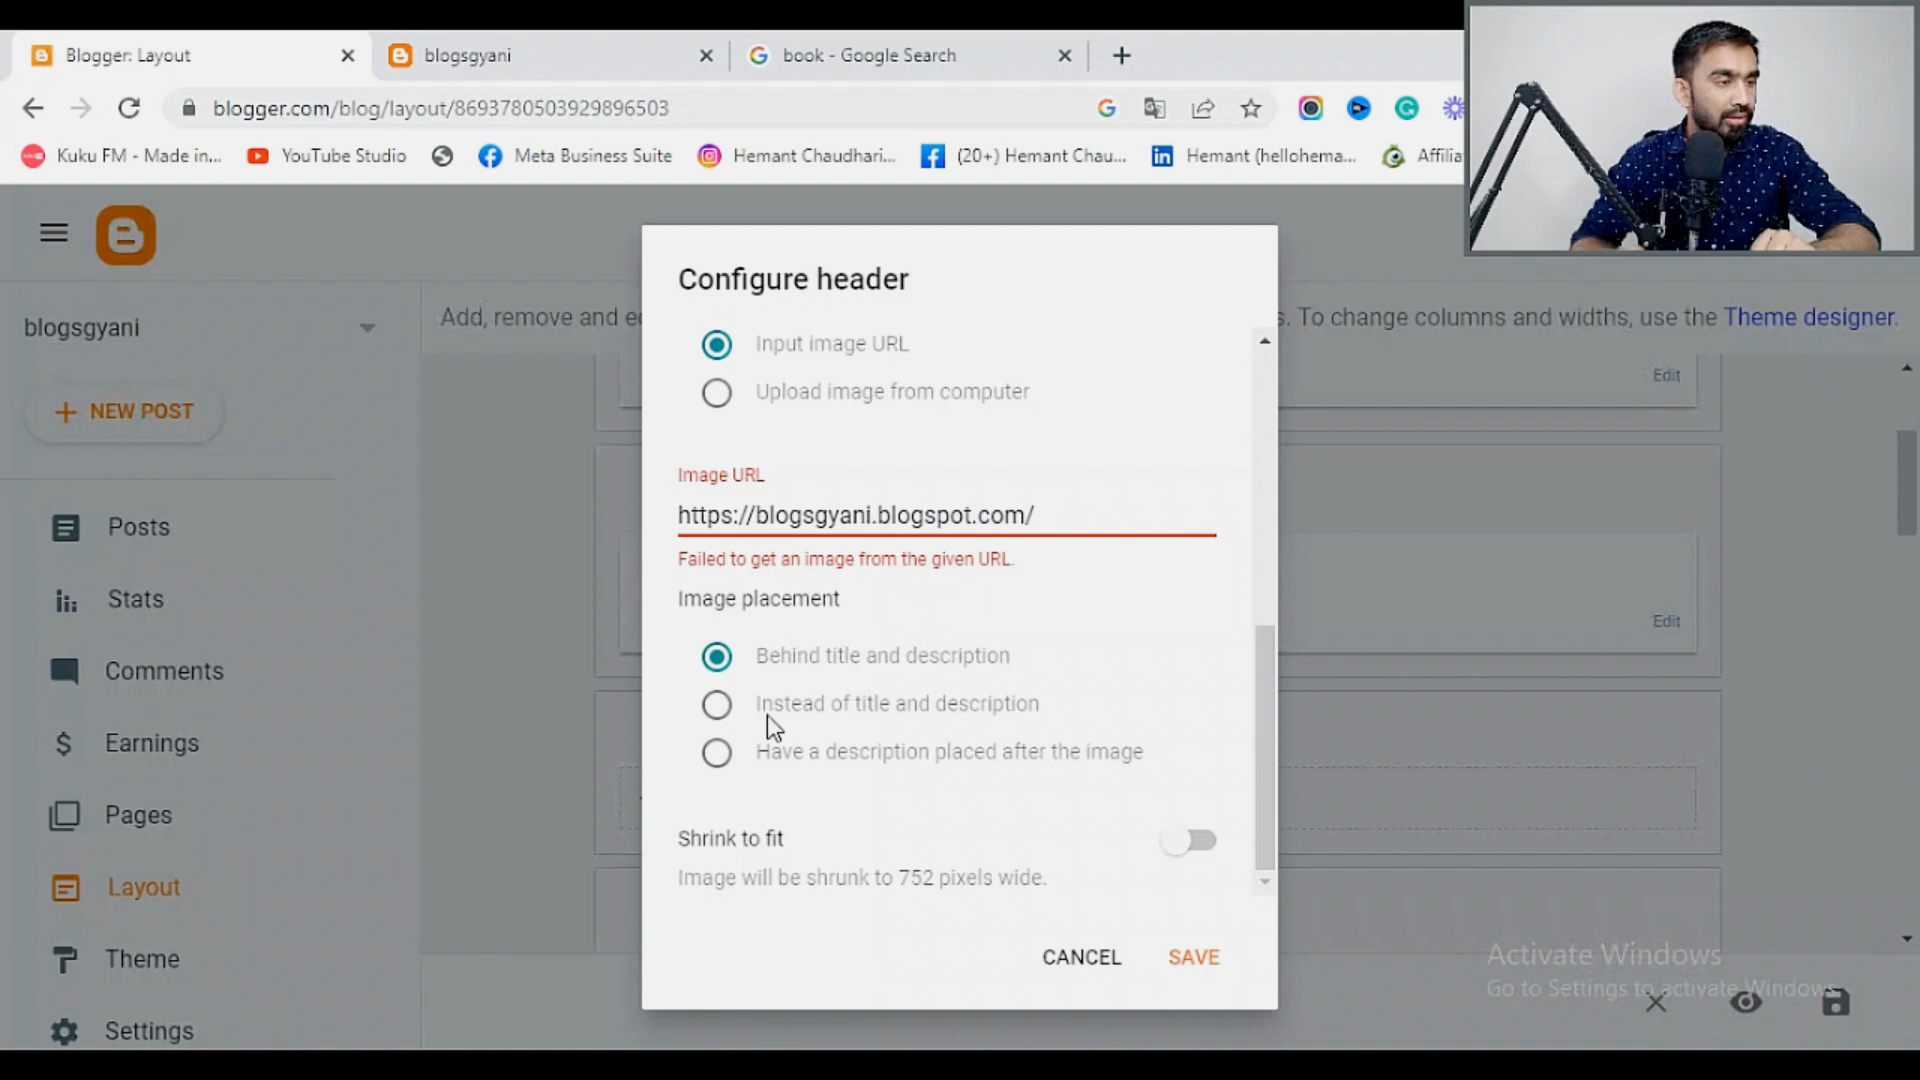 Blogger: Layout
blogsgyani
book - Google Search
blogger.com/blog/layout/8693780503929896503
Kuku FM - Made in...
YouTube Studio
Meta Business Suite
Hemant Chaudhari...
(20+) Hemant Chau...
Hemant (hellohema...
Affilia
blogsgyani
Add, remove and e
s. To change columns and widths, use the Theme designer.
NEW POST
Posts
Stats
Comments
Earnings
Pages
Layout
Theme
Settings
Configure header
Input image URL
Upload image from computer
Image URL
https://blogsgyani.blogspot.com/
Failed to get an image from the given URL.
Image placement
Behind title and description
Instead of title and description
Have a description placed after the image
Shrink to fit
Image will be shrunk to 752 pixels wide.
CANCEL
SAVE
Edit
Edit
Activate Windows
Go to Settings to activate Windows.